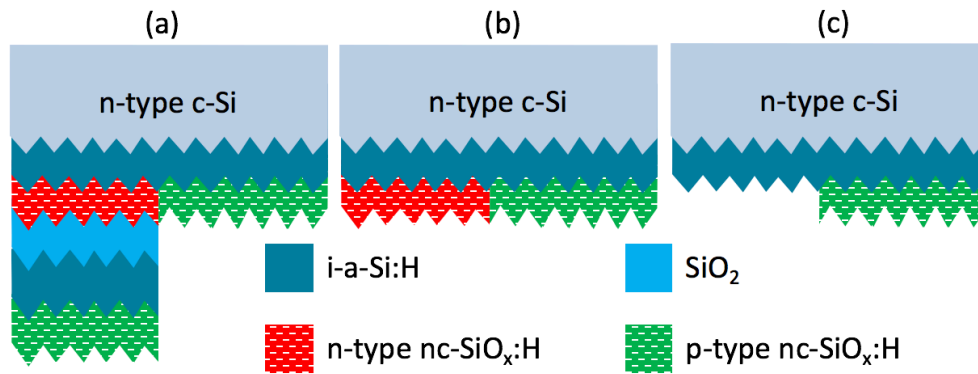 (a) (b) (c)
n-type c-Si n-type c-Si n-type c-Si
i-a-Si:H SiO₂
n-type nc-SiOₓ:H p-type nc-SiOₓ:H